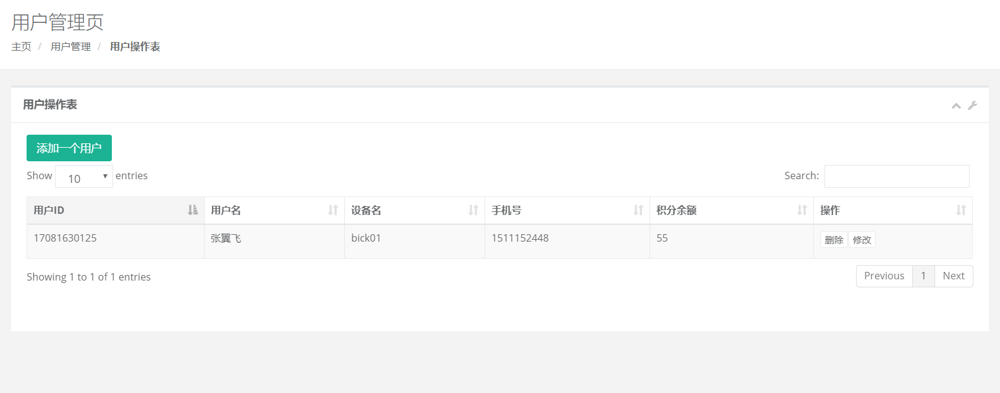 用户管理页
主页 / 用户管理 / 用户操作表
用户操作表
添加一个用户
Show 10 entries Search:
用户ID 用户名 设备名 手机号 积分余额 操作
17081630125 张翼飞 bick01 1511152448 55 删除 修改
Showing 1 to 1 of 1 entries Previous 1 Next